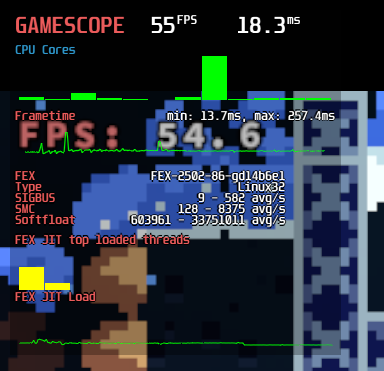 GAMESCOPE 55FPS 18.3ms
CPU Cores
Frametime min: 13.7ms, max: 257.4ms
FPS: 54.6
FEX FEX-2502-86-gd14b6e1
Type Linux32
SIGBUS 9 - 582 avg/s
SMC 128 - 8375 avg/s
Softfloat 603961 - 33751011 avg/s
FEX JIT top loaded threads
FEX JIT Load